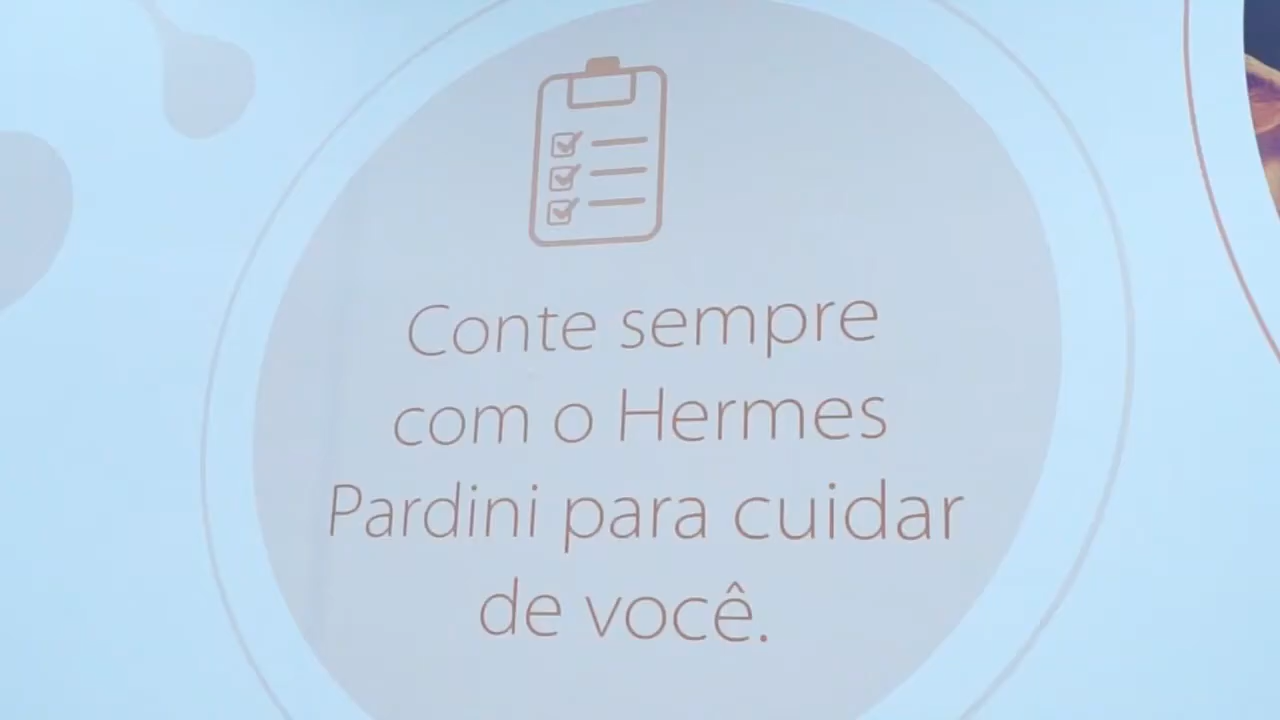 Conte sempre
com o Hermes
Pardini para cuidar
de você.